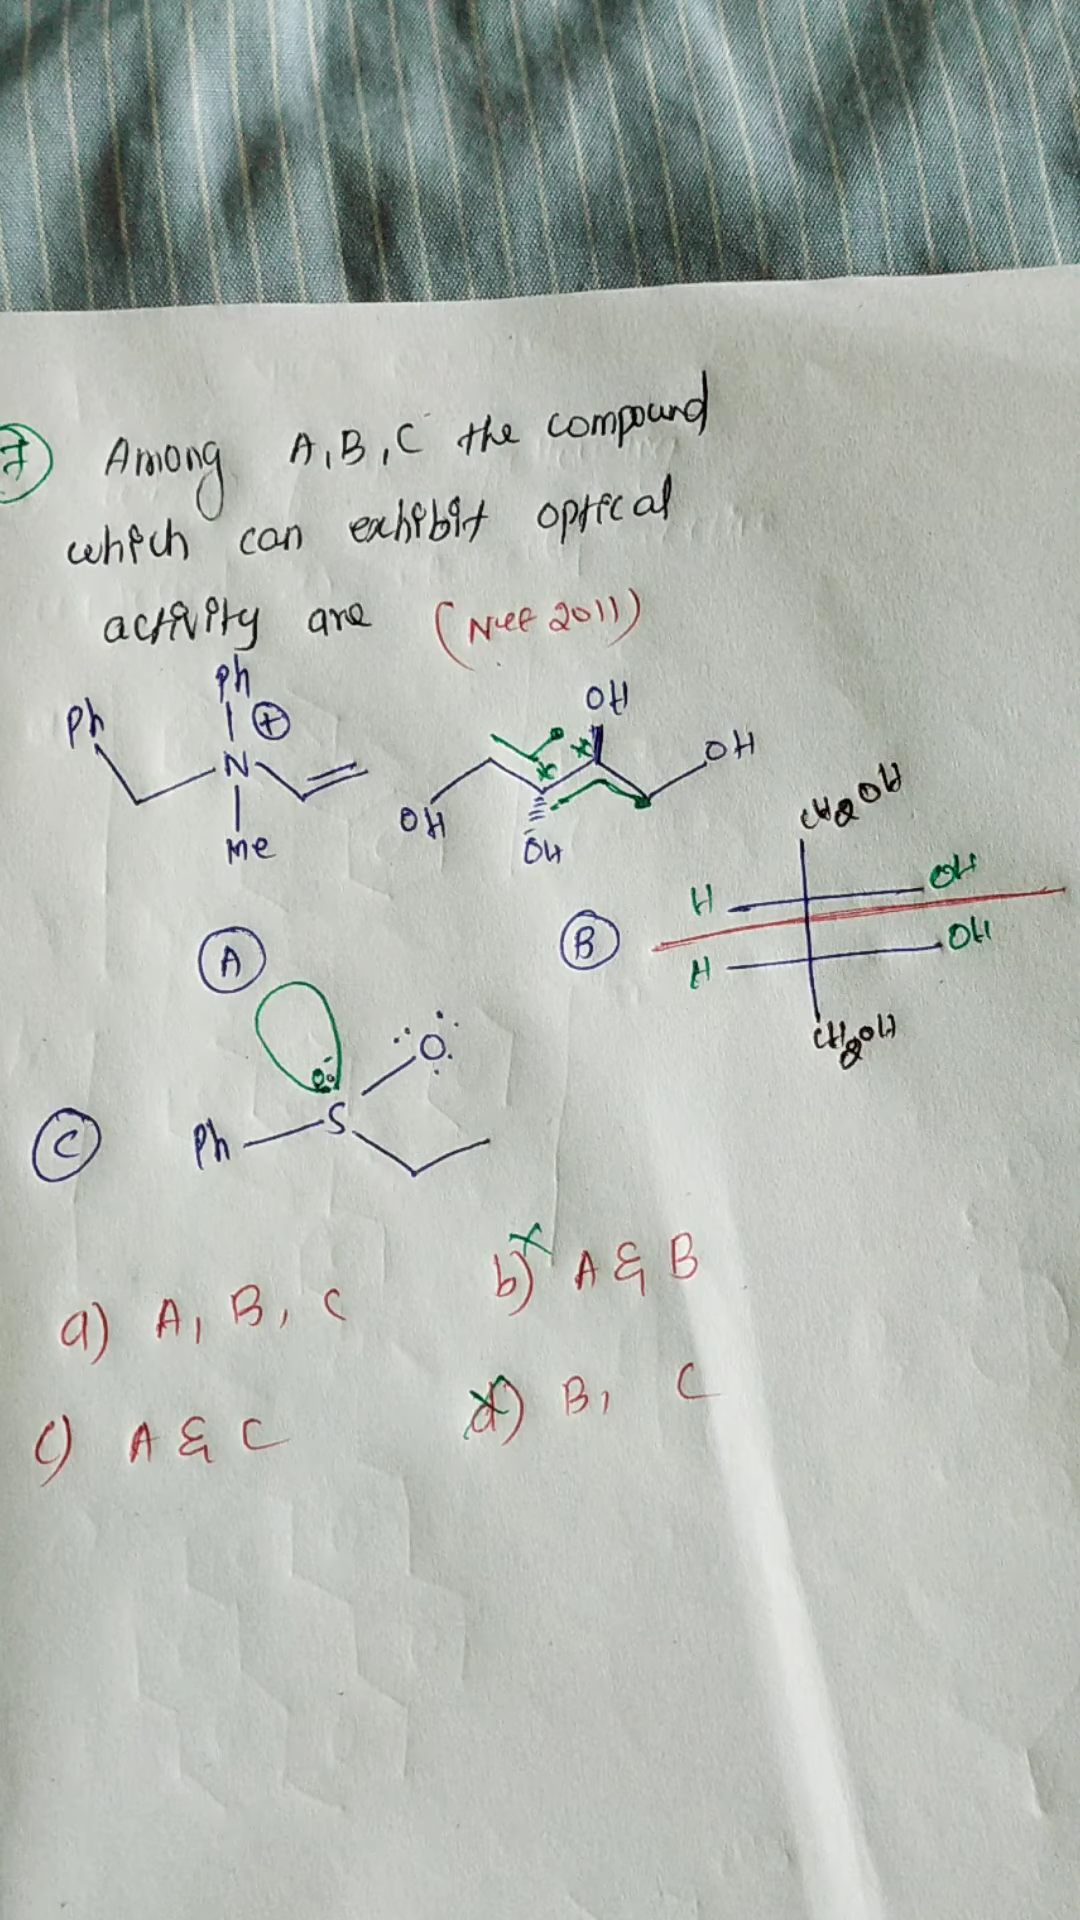 7) Among A, B, C the compound
which can exhibit optical
activity are (Neet 2011)
Ph
Ph N ⊕
Me
OH OH OH OH
CH2OH
H OH
H OH
CH2OH
A
B
C
Ph S O
a) A, B, C b) A & B
c) A & C d) B, C